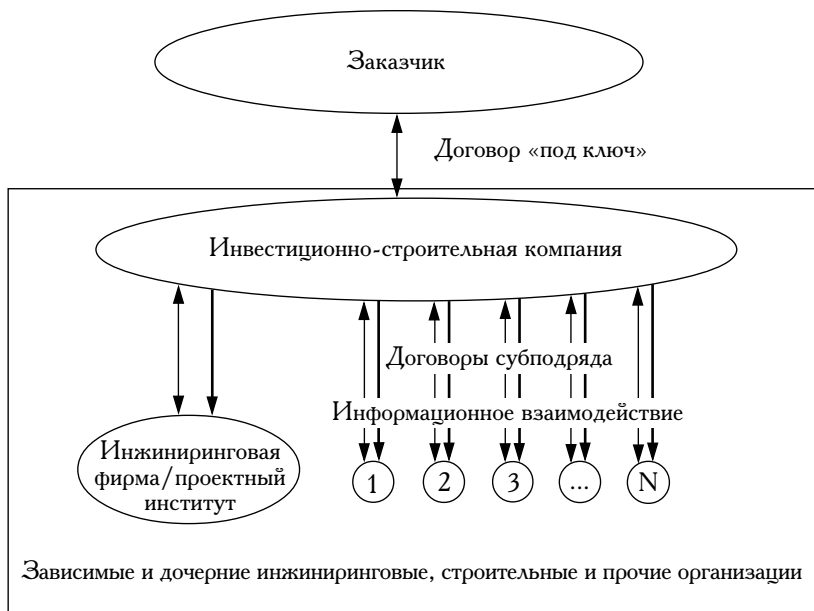 Заказчик
Договор «под ключ»
Инвестиционно-строительная компания
Договоры субподряда
Информационное взаимодействие
Инжиниринговая
фирма/проектный
институт
1 2 3 ... N
Зависимые и дочерние инжиниринговые, строительные и прочие организации